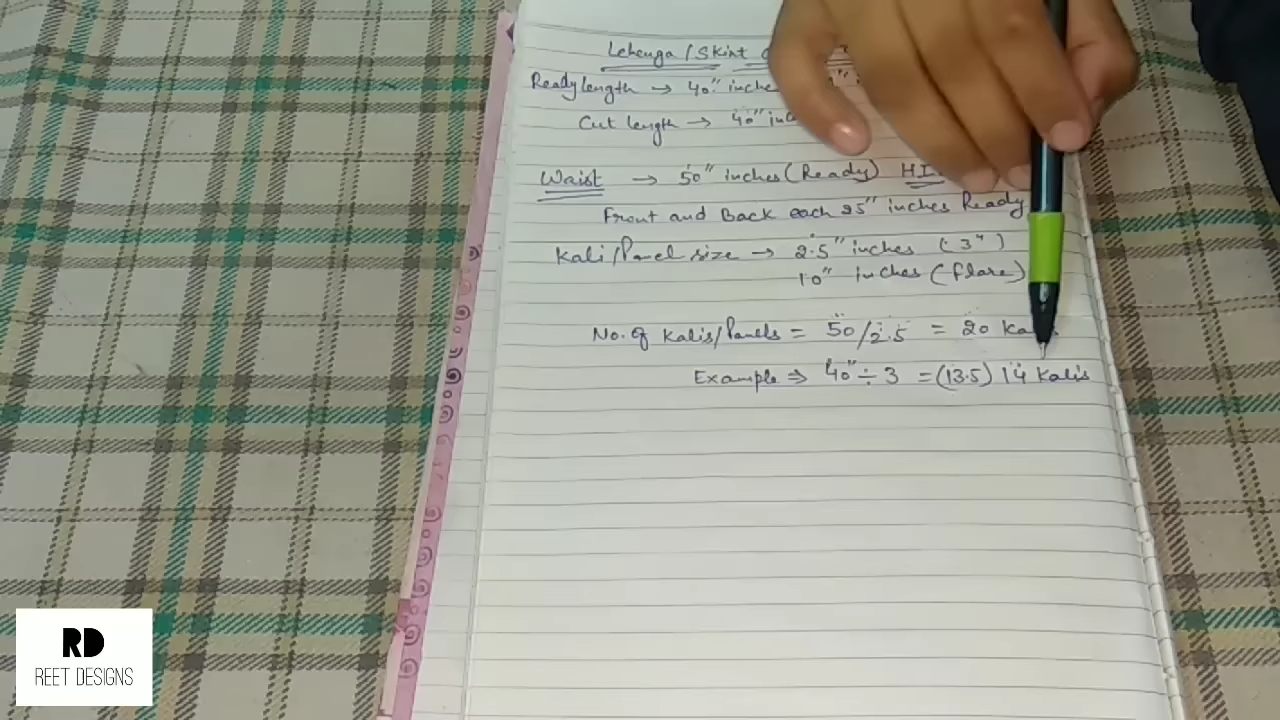 Lehenga / Skirt
Ready length → 40" inches
Cut length → 40"
Waist → 50" inches (Ready)
Front and Back each 25" inches Ready
Kali/Panel size → 2.5" inches (3")
10" inches (flare)
No. of Kalis/Panels = 50/2.5 = 20
Example ⇒ 40" ÷ 3 = (13.5) 14 Kalis
RD
REET DESIGNS